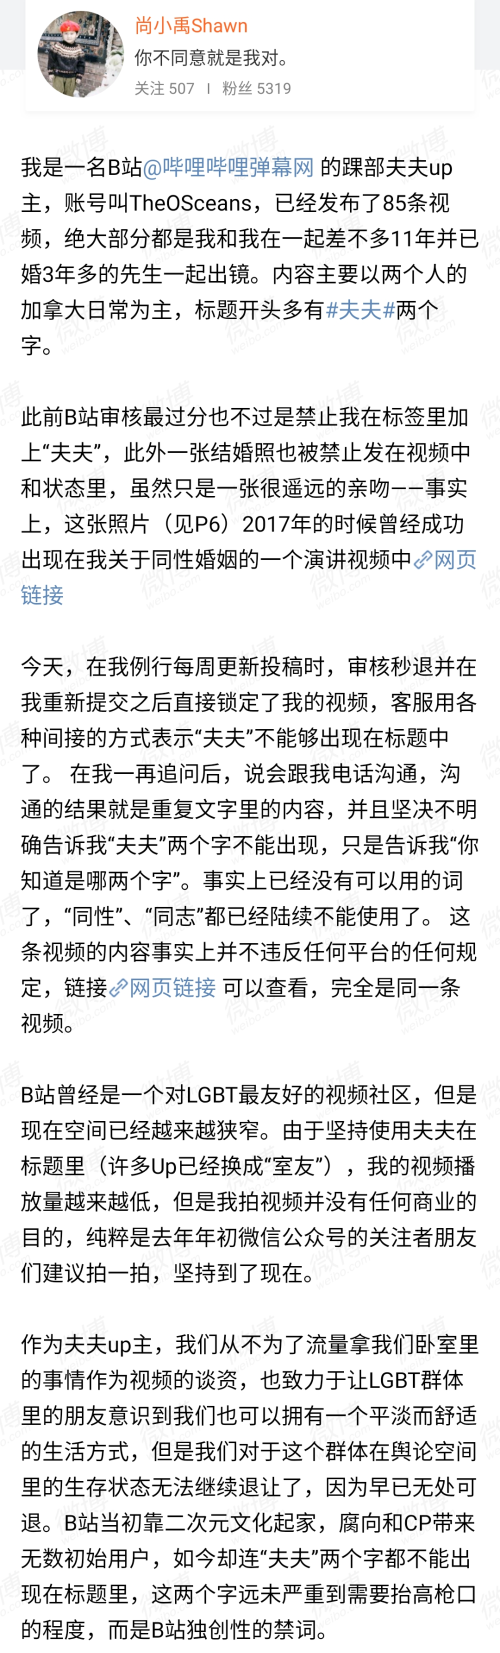 尚小禹Shawn
你不同意就是我对。
关注 507 | 粉丝 5319
我是一名B站@哔哩哔哩弹幕网 的踝部夫夫up
主，账号叫TheOSceans，已经发布了85条视
频，绝大部分都是我和我在一起差不多11年并已
婚3年多的先生一起出镜。内容主要以两个人的
加拿大日常为主，标题开头多有#夫夫#两个
字。
此前B站审核最过分也不过是禁止我在标签里加
上“夫夫”，此外一张结婚照也被禁止发在视频中
和状态里，虽然只是一张很遥远的亲吻——事实
上，这张照片（见P6）2017年的时候曾经成功
出现在我关于同性婚姻的一个演讲视频中网页
链接
今天，在我例行每周更新投稿时，审核秒退并在
我重新提交之后直接锁定了我的视频，客服用各
种间接的方式表示“夫夫”不能够出现在标题中
了。 在我一再追问后，说会跟我电话沟通，沟
通的结果就是重复文字里的内容，并且坚决不明
确告诉我“夫夫”两个字不能出现，只是告诉我“你
知道是哪两个字”。事实上已经没有可以用的词
了，“同性”、“同志”都已经陆续不能使用了。 这
条视频的内容事实上并不违反任何平台的任何规
定，链接网页链接 可以查看，完全是同一条
视频。
B站曾经是一个对LGBT最友好的视频社区，但是
现在空间已经越来越狭窄。由于坚持使用夫夫在
标题里（许多Up已经换成“室友”），我的视频播
放量越来越低，但是我拍视频并没有任何商业的
目的，纯粹是去年年初微信公众号的关注者朋友
们建议拍一拍，坚持到了现在。
作为夫夫up主，我们从不为了流量拿我们卧室里
的事情作为视频的谈资，也致力于让LGBT群体
里的朋友意识到我们也可以拥有一个平淡而舒适
的生活方式，但是我们对于这个群体在舆论空间
里的生存状态无法继续退让了，因为早已无处可
退。B站当初靠二次元文化起家，腐向和CP带来
无数初始用户，如今却连“夫夫”两个字都不能出
现在标题里，这两个字远未严重到需要抬高枪口
的程度，而是B站独创性的禁词。